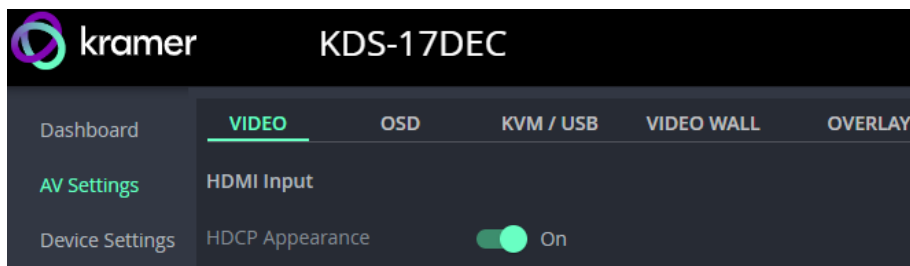 kramer KDS-17DEC
Dashboard VIDEO OSD KVM / USB VIDEO WALL OVERLAY
AV Settings HDMI Input
Device Settings HDCP Appearance On